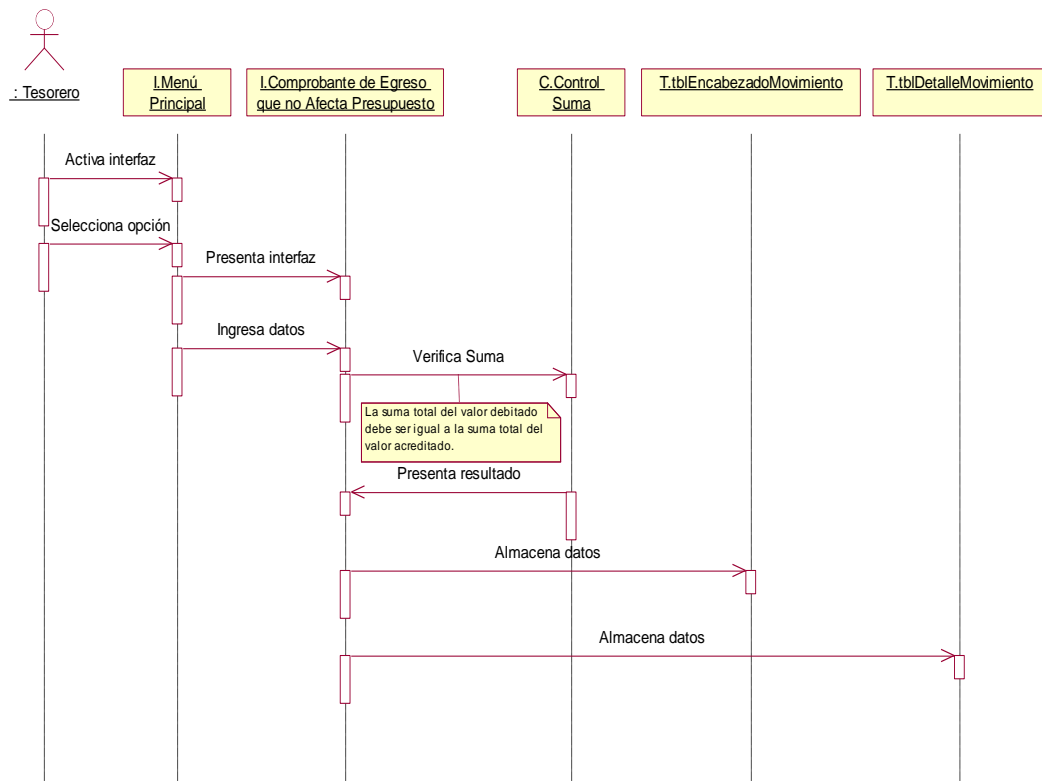 : Tesorero
I.Menú
Principal
I.Comprobante de Egreso
que no Afecta Presupuesto
C.Control
Suma
T.tblEncabezadoMovimiento
T.tblDetalleMovimiento
Activa interfaz
Selecciona opción
Presenta interfaz
Ingresa datos
Verifica Suma
La suma total del valor debitado
debe ser igual a la suma total del
valor acreditado.
Presenta resultado
Almacena datos
Almacena datos